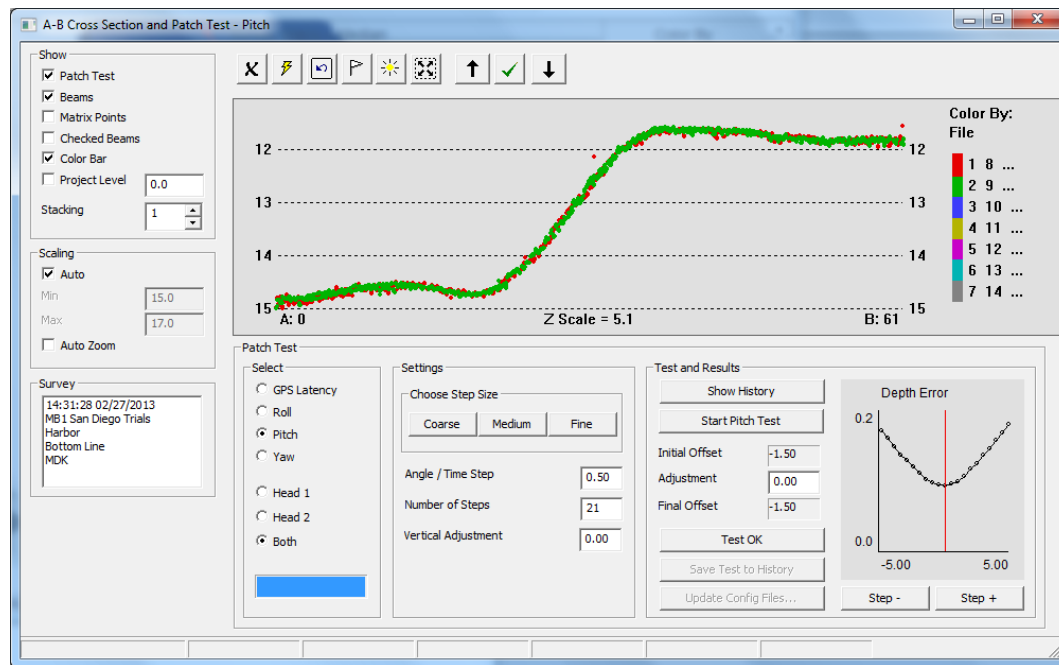 A-B Cross Section and Patch Test - Pitch
Show
Patch Test
Beams
Matrix Points
Checked Beams
Color Bar
Project Level 0.0
Stacking 1
Scaling
Auto
Min 15.0
Max 17.0
Auto Zoom
Survey
14:31:28 02/27/2013
MB1 San Diego Trials
Harbor
Bottom Line
MDK
12 12
13 13
14 14
15 15
A: 0 Z Scale = 5.1 B: 61
Color By:
File
1 8 ...
2 9 ...
3 10 ...
4 11 ...
5 12 ...
6 13 ...
7 14 ...
Patch Test
Select
GPS Latency
Roll
Pitch
Yaw
Head 1
Head 2
Both
Settings
Choose Step Size
Coarse Medium Fine
Angle / Time Step 0.50
Number of Steps 21
Vertical Adjustment 0.00
Test and Results
Show History
Start Pitch Test
Initial Offset -1.50
Adjustment 0.00
Final Offset -1.50
Test OK
Save Test to History
Update Config Files...
Depth Error
0.2
0.0
-5.00 5.00
Step - Step +